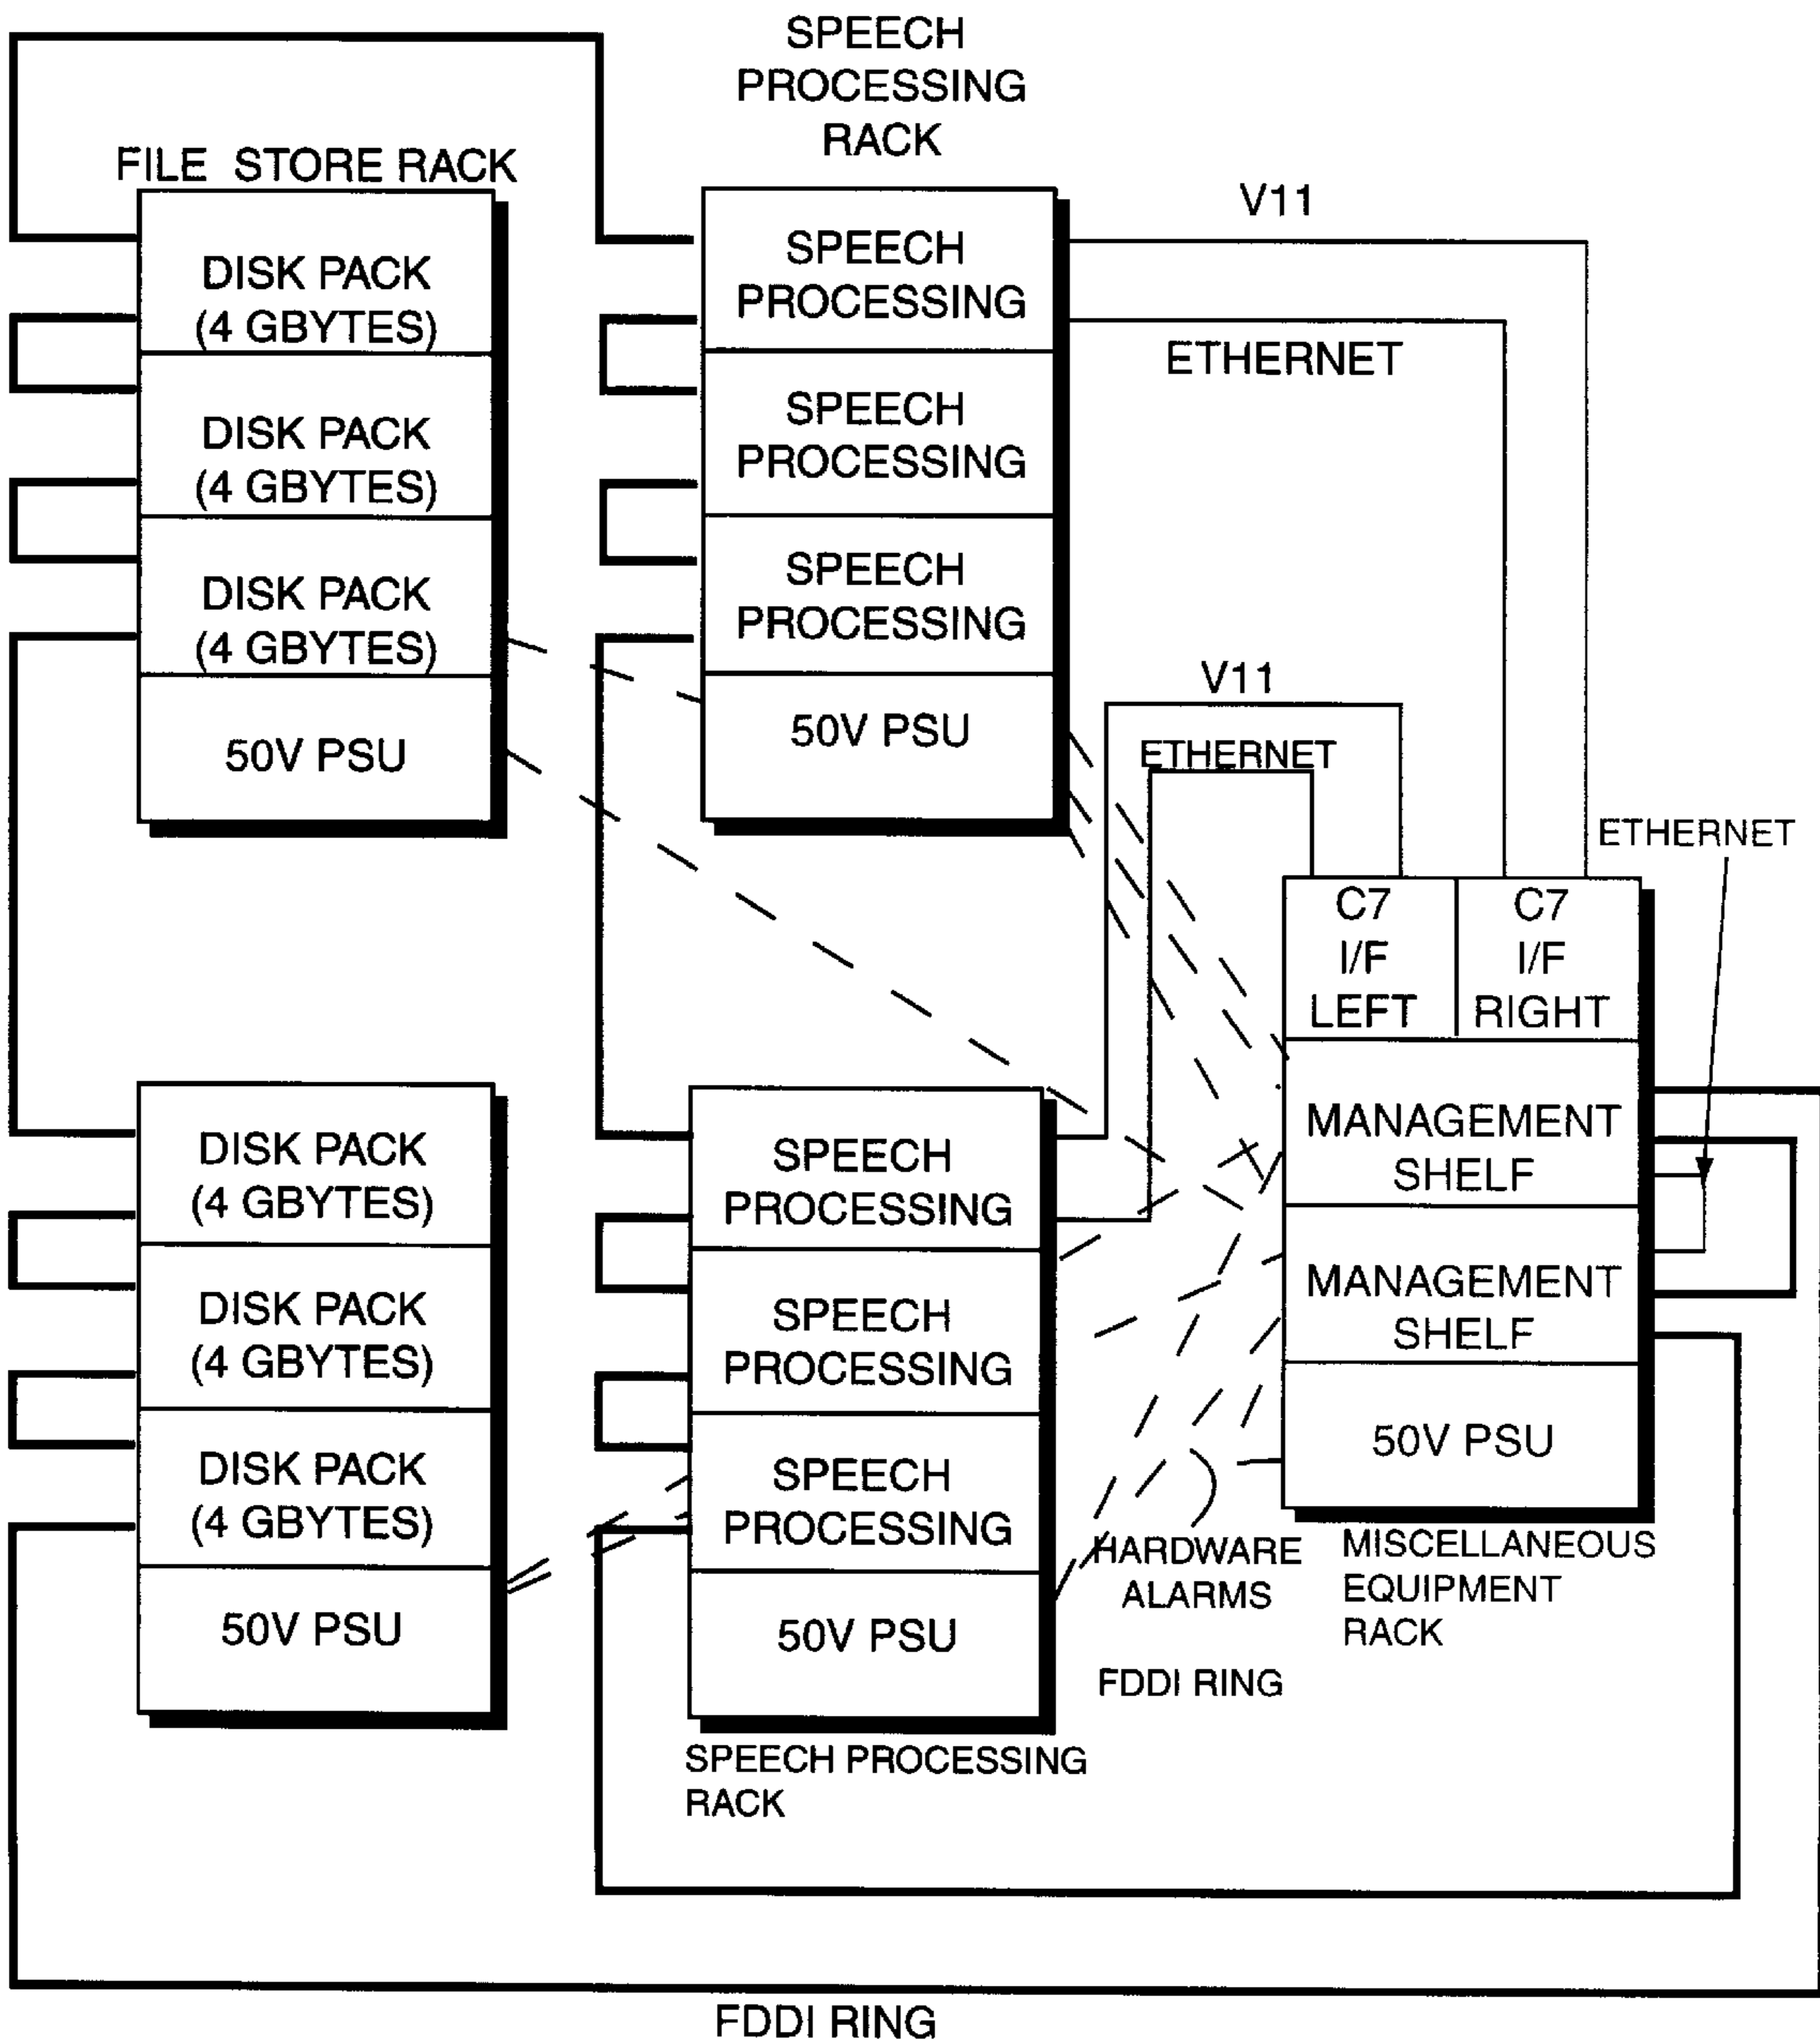 SPEECH
PROCESSING
RACK
FILE STORE RACK
DISK PACK
(4 GBYTES)
DISK PACK
(4 GBYTES)
DISK PACK
(4 GBYTES)
50V PSU
SPEECH
PROCESSING
SPEECH
PROCESSING
SPEECH
PROCESSING
50V PSU
V11
ETHERNET
V11
ETHERNET
ETHERNET
C7
I/F
LEFT
C7
I/F
RIGHT
MANAGEMENT
SHELF
MANAGEMENT
SHELF
50V PSU
MISCELLANEOUS
EQUIPMENT
RACK
DISK PACK
(4 GBYTES)
DISK PACK
(4 GBYTES)
DISK PACK
(4 GBYTES)
50V PSU
SPEECH
PROCESSING
SPEECH
PROCESSING
SPEECH
PROCESSING
50V PSU
HARDWARE
ALARMS
FDDI RING
SPEECH PROCESSING
RACK
FDDI RING